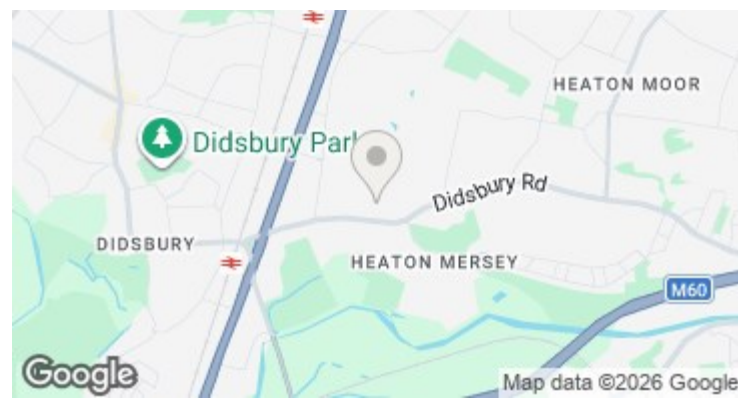 HEATON MOOR
Didsbury Park
Didsbury Rd
DIDSBURY
HEATON MERSEY
M60
Google
Map data ©2026 Google